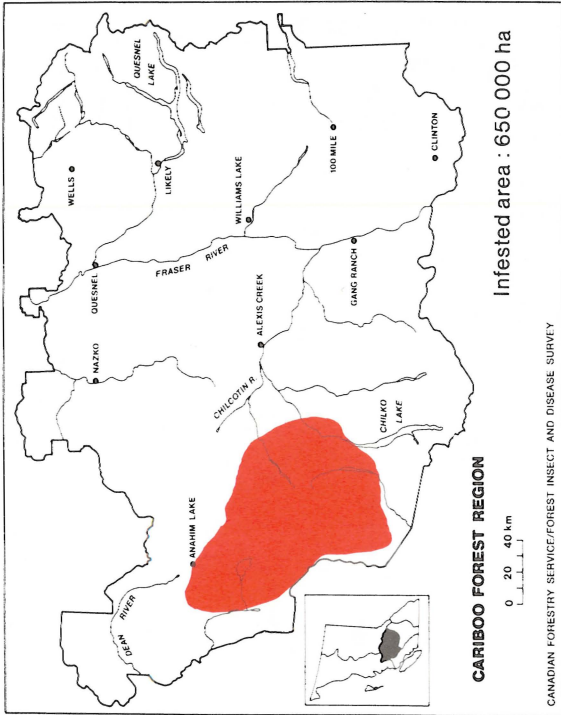 QUESNEL
LAKE
WELLS
LIKELY
QUESNEL
NAZKO
FRASER RIVER
WILLIAMS LAKE
100 MILE
CLINTON
ALEXIS CREEK
GANG RANCH
CHILCOTIN R.
ANAHIM LAKE
DEAN RIVER
CHILKO
LAKE
CARIBOO FOREST REGION
0 20 40 km
Infested area : 650 000 ha
CANADIAN FORESTRY SERVICE/FOREST INSECT AND DISEASE SURVEY